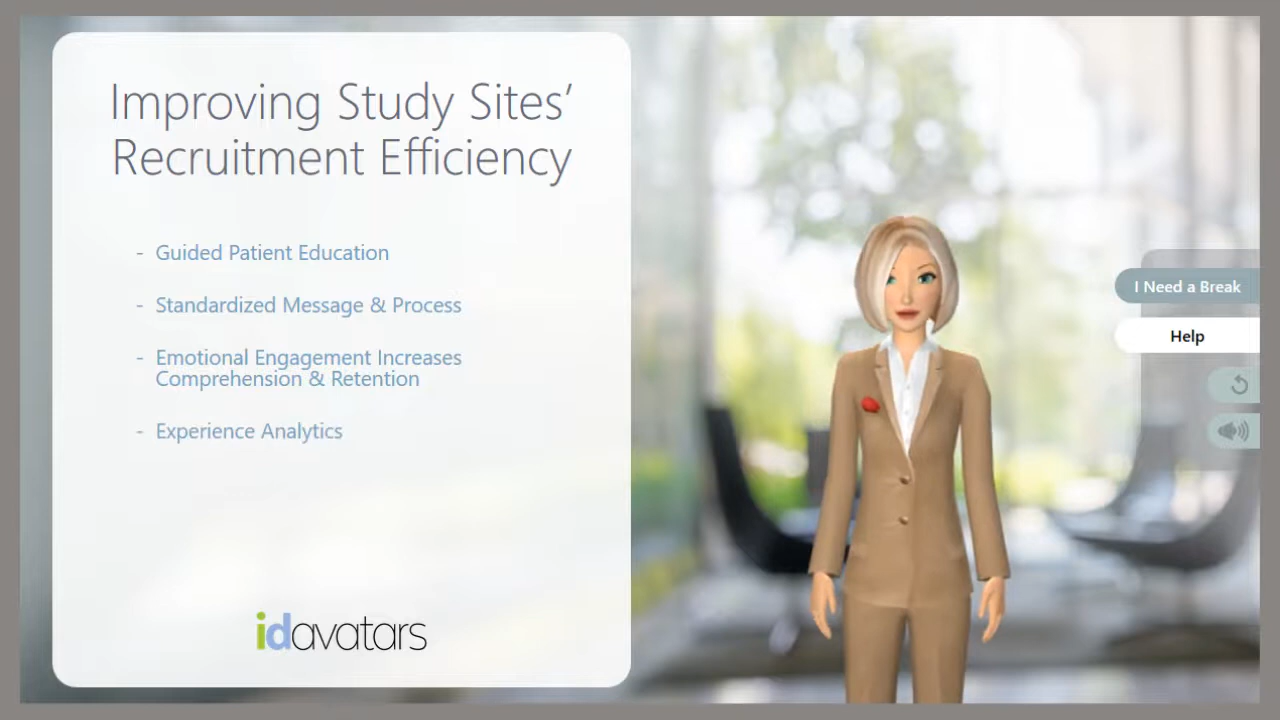 Improving Study Sites’
Recruitment Efficiency
- Guided Patient Education
- Standardized Message & Process
- Emotional Engagement Increases
Comprehension & Retention
- Experience Analytics
idavatars
I Need a Break
Help